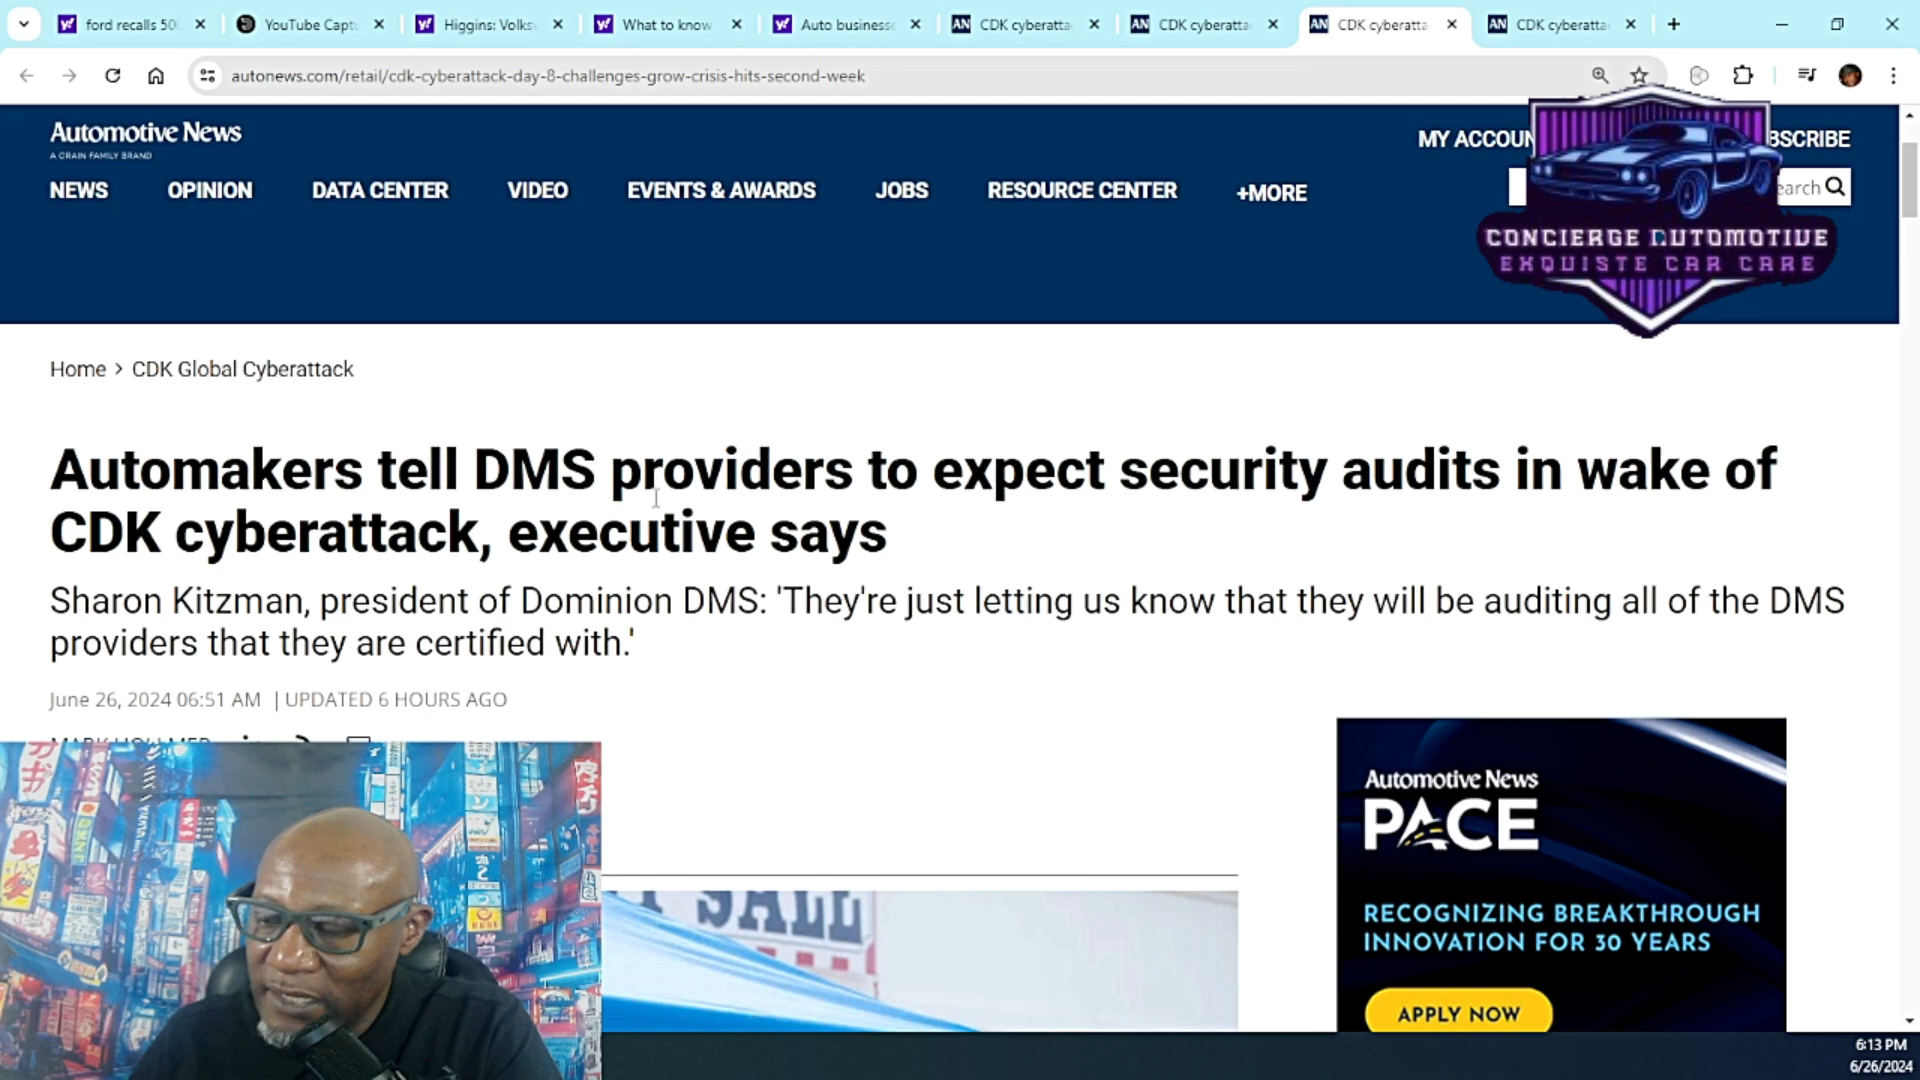 ford recalls 50
YouTube Capt
Higgins: Volks
What to know
Auto business
AN CDK cyberatta
AN CDK cyberatta
AN CDK cyberatta
AN CDK cyberatta
autonews.com/retail/cdk-cyberattack-day-8-challenges-grow-crisis-hits-second-week
Automotive News
A CRAIN FAMILY BRAND
MY ACCOUN
BSCRIBE
NEWS OPINION DATA CENTER VIDEO EVENTS & AWARDS JOBS RESOURCE CENTER +MORE
earch
CONCIERGE AUTOMOTIVE
EXQUISTE CAR CARE
Home > CDK Global Cyberattack
Automakers tell DMS providers to expect security audits in wake of
CDK cyberattack, executive says
Sharon Kitzman, president of Dominion DMS: 'They're just letting us know that they will be auditing all of the DMS
providers that they are certified with.'
June 26, 2024 06:51 AM | UPDATED 6 HOURS AGO
SALE
Automotive News
PACE
RECOGNIZING BREAKTHROUGH
INNOVATION FOR 30 YEARS
APPLY NOW
6:13 PM
6/26/2024